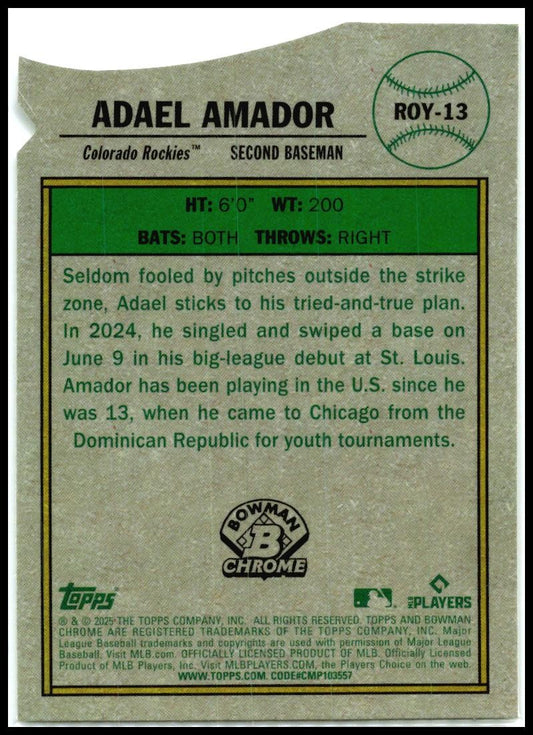 ADAEL AMADOR
ROY-13
Colorado Rockies™ SECOND BASEMAN
HT: 6'0" WT: 200
BATS: BOTH THROWS: RIGHT
Seldom fooled by pitches outside the strike
zone, Adael sticks to his tried-and-true plan.
In 2024, he singled and swiped a base on
June 9 in his big-league debut at St. Louis.
Amador has been playing in the U.S. since he
was 13, when he came to Chicago from the
Dominican Republic for youth tournaments.
BOWMAN
B
CHROME
topps
MLB PLAYERS
® & © 2025 THE TOPPS COMPANY, INC. ALL RIGHTS RESERVED. TOPPS AND BOWMAN
CHROME ARE REGISTERED TRADEMARKS OF THE TOPPS COMPANY, INC. Major
League Baseball trademarks and copyrights are used with permission of Major League
Baseball. Visit MLB.com. OFFICIALLY LICENSED PRODUCT OF MLB. Officially Licensed
Product of MLB Players, Inc. Visit MLBPLAYERS.COM, the Players Choice on the web.
WWW.TOPPS.COM. CODE#CMP103557